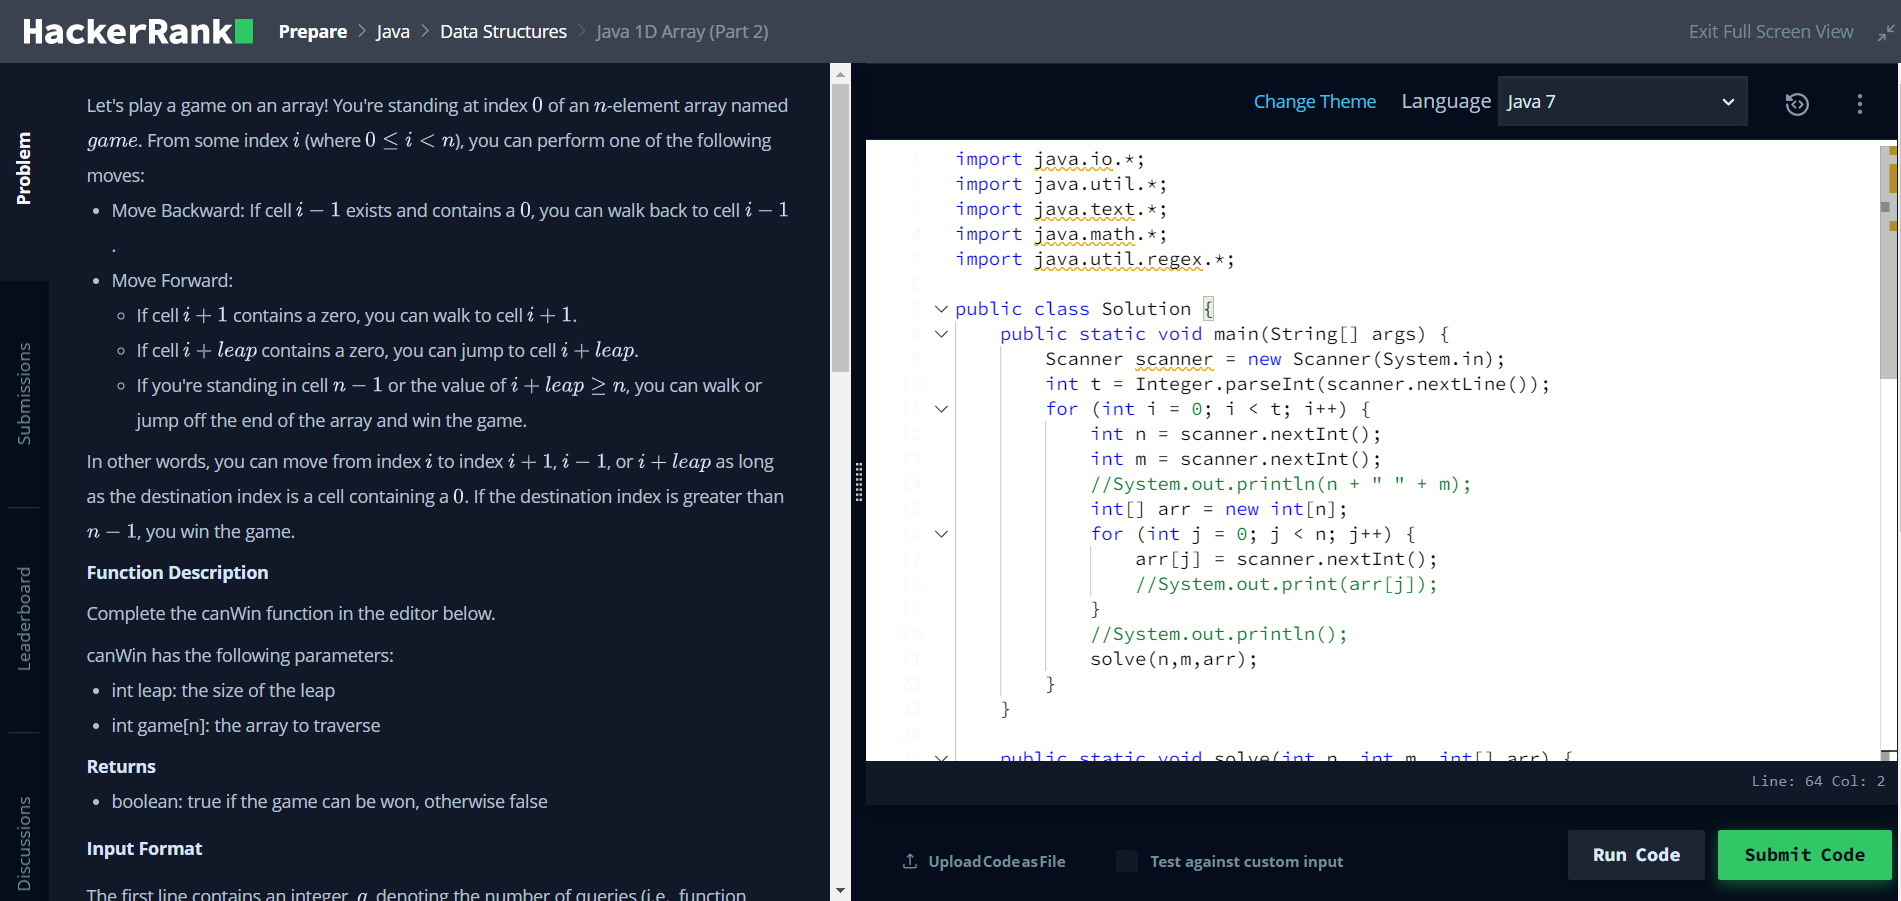 HackerRank
Prepare > Java > Data Structures > Java 1D Array (Part 2)
Exit Full Screen View
Problem
Submissions
Leaderboard
Discussions
Let's play a game on an array! You're standing at index 0 of an n-element array named
game. From some index i (where 0 ≤ i < n), you can perform one of the following
moves:
• Move Backward: If cell i − 1 exists and contains a 0, you can walk back to cell i − 1
.
• Move Forward:
◦ If cell i + 1 contains a zero, you can walk to cell i + 1.
◦ If cell i + leap contains a zero, you can jump to cell i + leap.
◦ If you're standing in cell n − 1 or the value of i + leap ≥ n, you can walk or
jump off the end of the array and win the game.
In other words, you can move from index i to index i + 1, i − 1, or i + leap as long
as the destination index is a cell containing a 0. If the destination index is greater than
n − 1, you win the game.
Function Description
Complete the canWin function in the editor below.
canWin has the following parameters:
• int leap: the size of the leap
• int game[n]: the array to traverse
Returns
• boolean: true if the game can be won, otherwise false
Input Format
The first line contains an integer, q, denoting the number of queries (i.e., function
Change Theme
Language
Java 7
1 import java.io.*;
2 import java.util.*;
3 import java.text.*;
4 import java.math.*;
5 import java.util.regex.*;
6
7 public class Solution {
8 public static void main(String[] args) {
9 Scanner scanner = new Scanner(System.in);
10 int t = Integer.parseInt(scanner.nextLine());
11 for (int i = 0; i < t; i++) {
12 int n = scanner.nextInt();
13 int m = scanner.nextInt();
14 //System.out.println(n + " " + m);
15 int[] arr = new int[n];
16 for (int j = 0; j < n; j++) {
17 arr[j] = scanner.nextInt();
18 //System.out.print(arr[j]);
19 }
20 //System.out.println();
21 solve(n,m,arr);
22 }
23 }
24
25 public static void solve(int n, int m, int[] arr) {
Line: 64 Col: 2
Upload Code as File
Test against custom input
Run Code
Submit Code